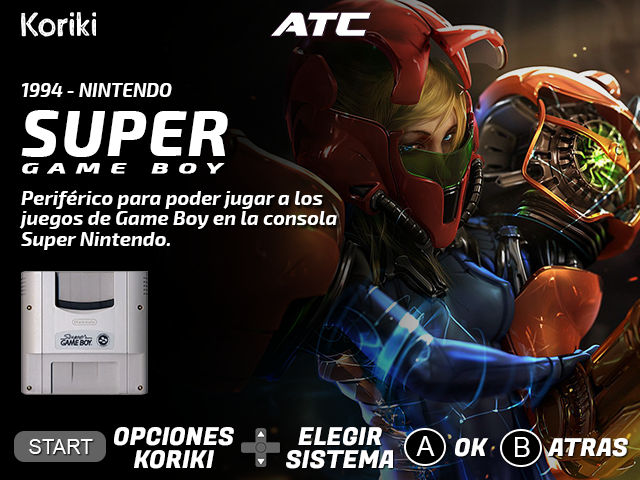 Koriki
ATC
1994 - NINTENDO
SUPER
GAME BOY
Periférico para poder jugar a los
juegos de Game Boy en la consola
Super Nintendo.
Nintendo
Super
GAME BOY
START
OPCIONES
KORIKI
ELEGIR
SISTEMA
A OK
B ATRAS